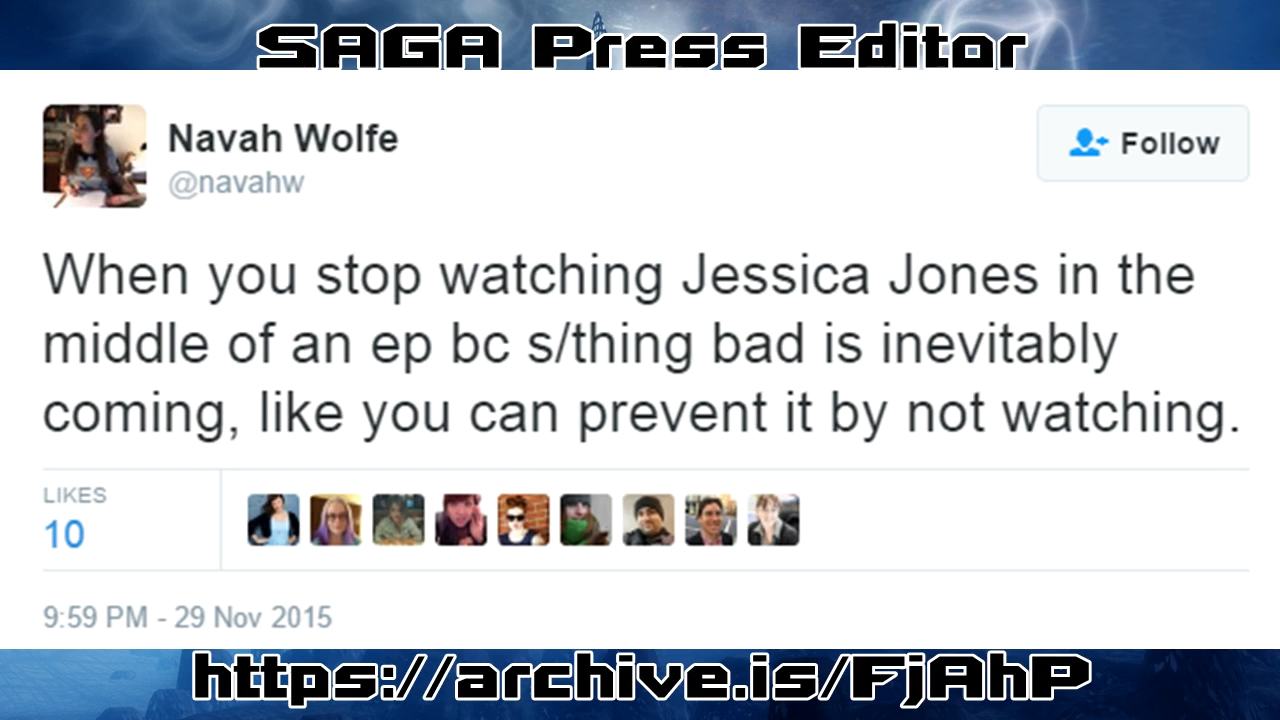 SAGA Press Editor
Navah Wolfe
@navahw
Follow
When you stop watching Jessica Jones in the
middle of an ep bc s/thing bad is inevitably
coming, like you can prevent it by not watching.
LIKES
10
9:59 PM - 29 Nov 2015
https://archive.is/FjAhP